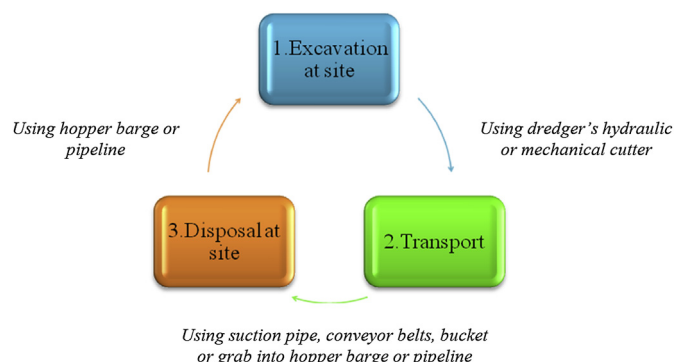 1.Excavation
at site
Using hopper barge or
pipeline
Using dredger's hydraulic
or mechanical cutter
3.Disposal at
site
2.Transport
Using suction pipe, conveyor belts, bucket
or grab into hopper barge or pipeline